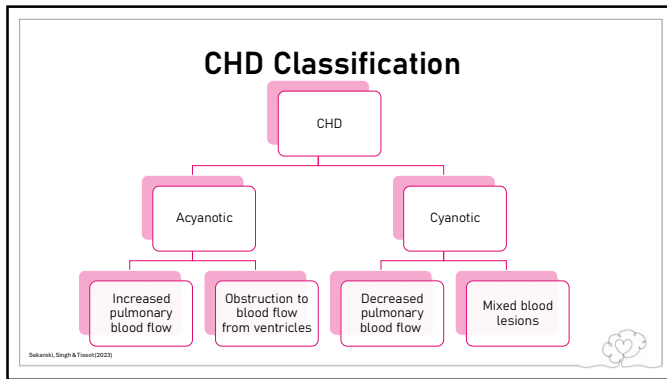 CHD Classification
CHD
Acyanotic
Cyanotic
Increased
pulmonary
blood flow
Obstruction to
blood flow
from ventricles
Decreased
pulmonary
blood flow
Mixed blood
lesions
Sekarski, Singh & Tissot (2023)